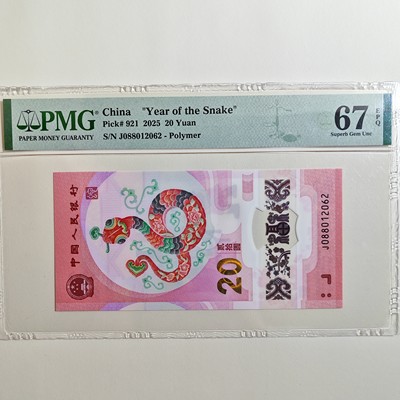 PMG
PAPER MONEY GUARANTY
China "Year of the Snake"
Pick# 921 2025 20 Yuan
S/N J088012062 - Polymer
67 EPQ
Superb Gem Unc
中国人民银行
贰拾圆
20
J088012062